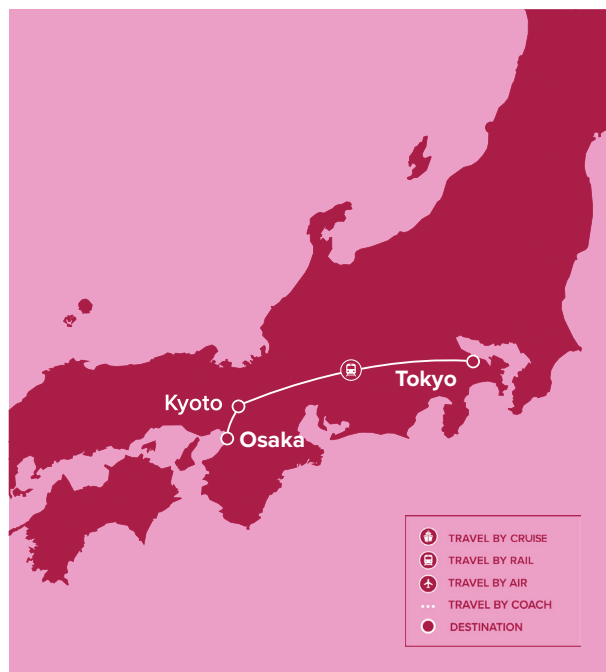 Tokyo
Kyoto
Osaka
TRAVEL BY CRUISE
TRAVEL BY RAIL
TRAVEL BY AIR
TRAVEL BY COACH
DESTINATION